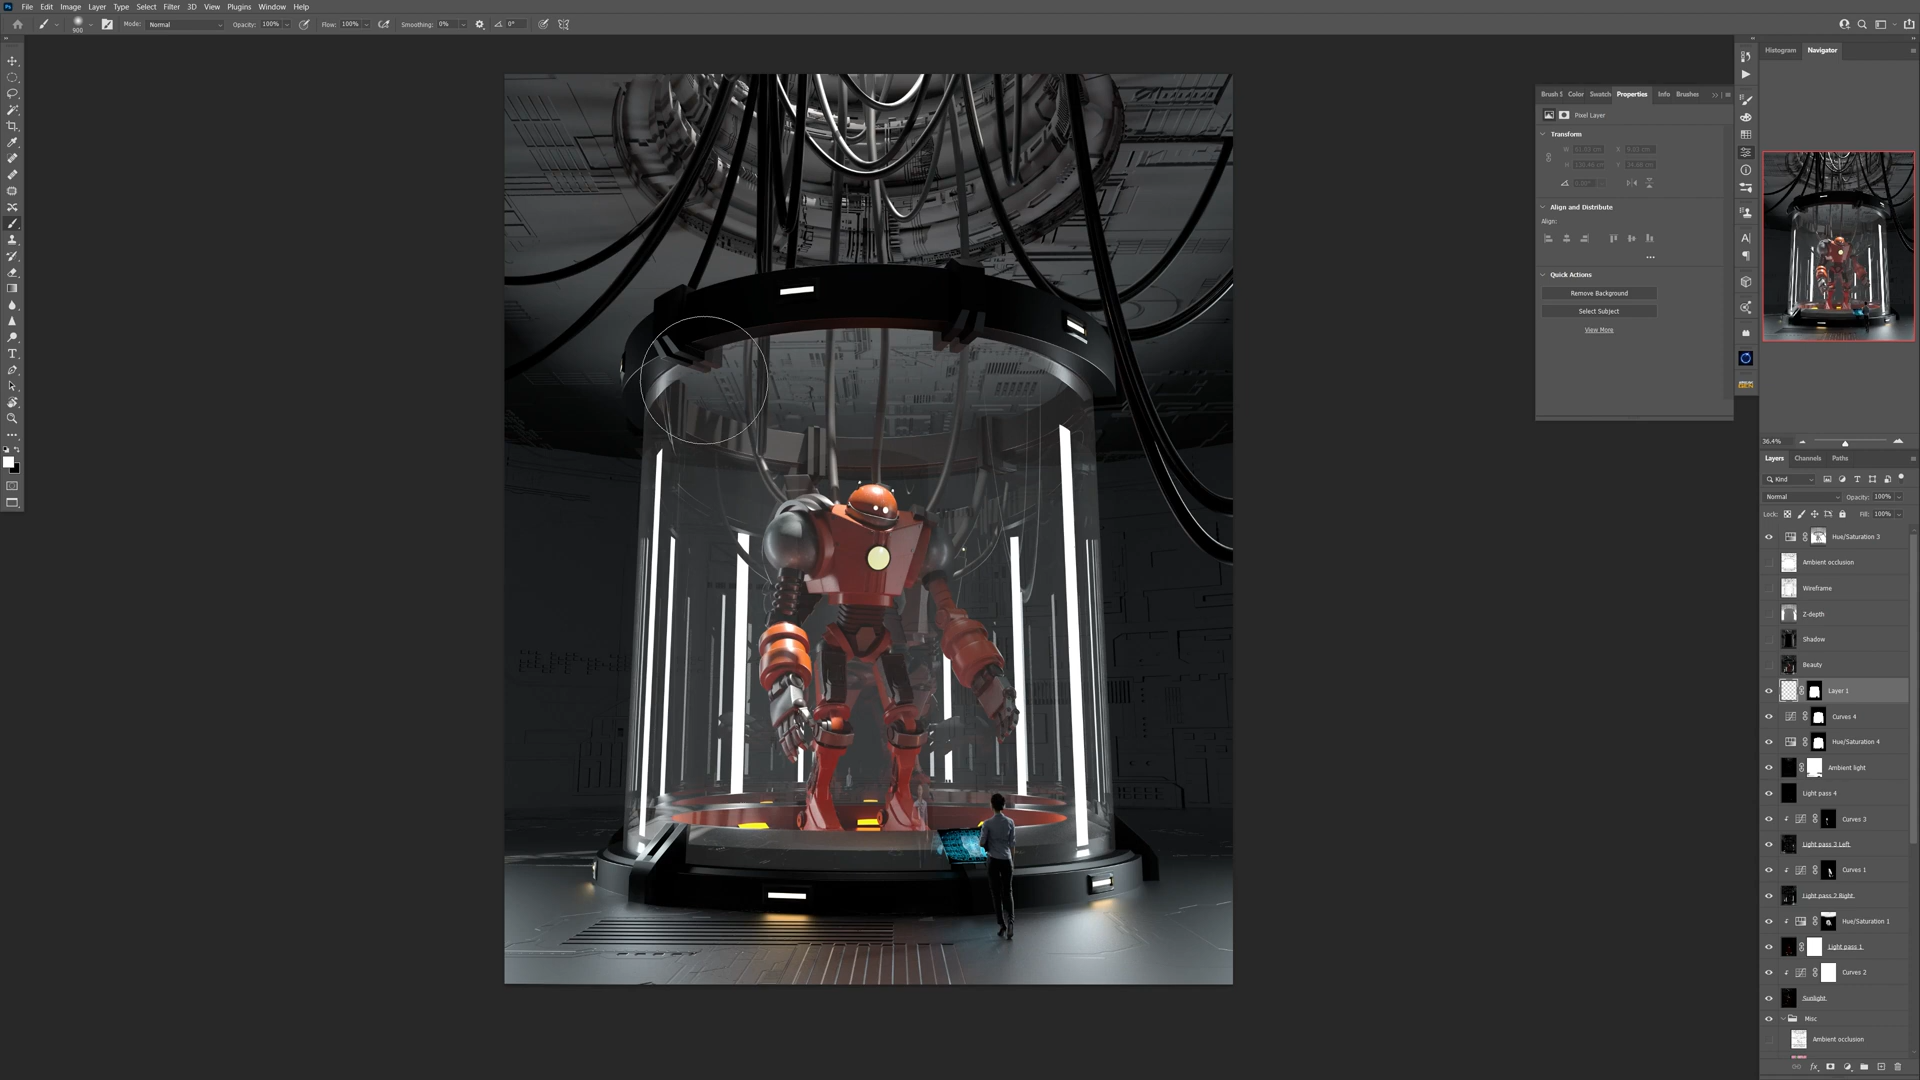 File Edit Image Layer Type Select Filter 3D View Plugins Window Help
900 Mode: Normal Opacity: 100% Flow: 100% Smoothing: 0% 0°
Histogram Navigator
Brush S Color Swatch Properties Info Brushes
Pixel Layer
Transform
W X
H Y
Align and Distribute
Align:
Quick Actions
Remove Background
Select Subject
View More
36.4%
Layers Channels Paths
Kind
Normal Opacity: 100%
Lock: Fill: 100%
Hue/Saturation 3
Ambient occlusion
Wireframe
Z-depth
Shadow
Beauty
Layer 1
Curves 4
Hue/Saturation 4
Ambient light
Light pass 4
Curves 3
Light pass 3 Left
Curves 1
Light pass 2 Right
Hue/Saturation 1
Light pass 1
Curves 2
Sunlight
Misc
Ambient occlusion
fx